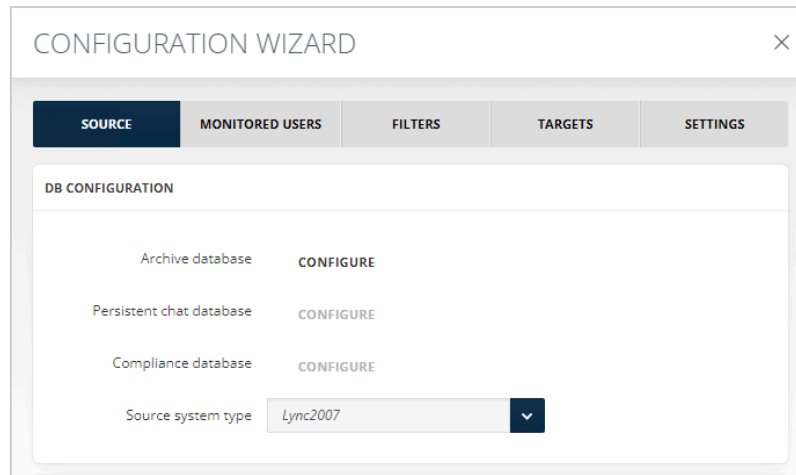 CONFIGURATION WIZARD
SOURCE MONITORED USERS FILTERS TARGETS SETTINGS
DB CONFIGURATION
Archive database CONFIGURE
Persistent chat database CONFIGURE
Compliance database CONFIGURE
Source system type Lync2007